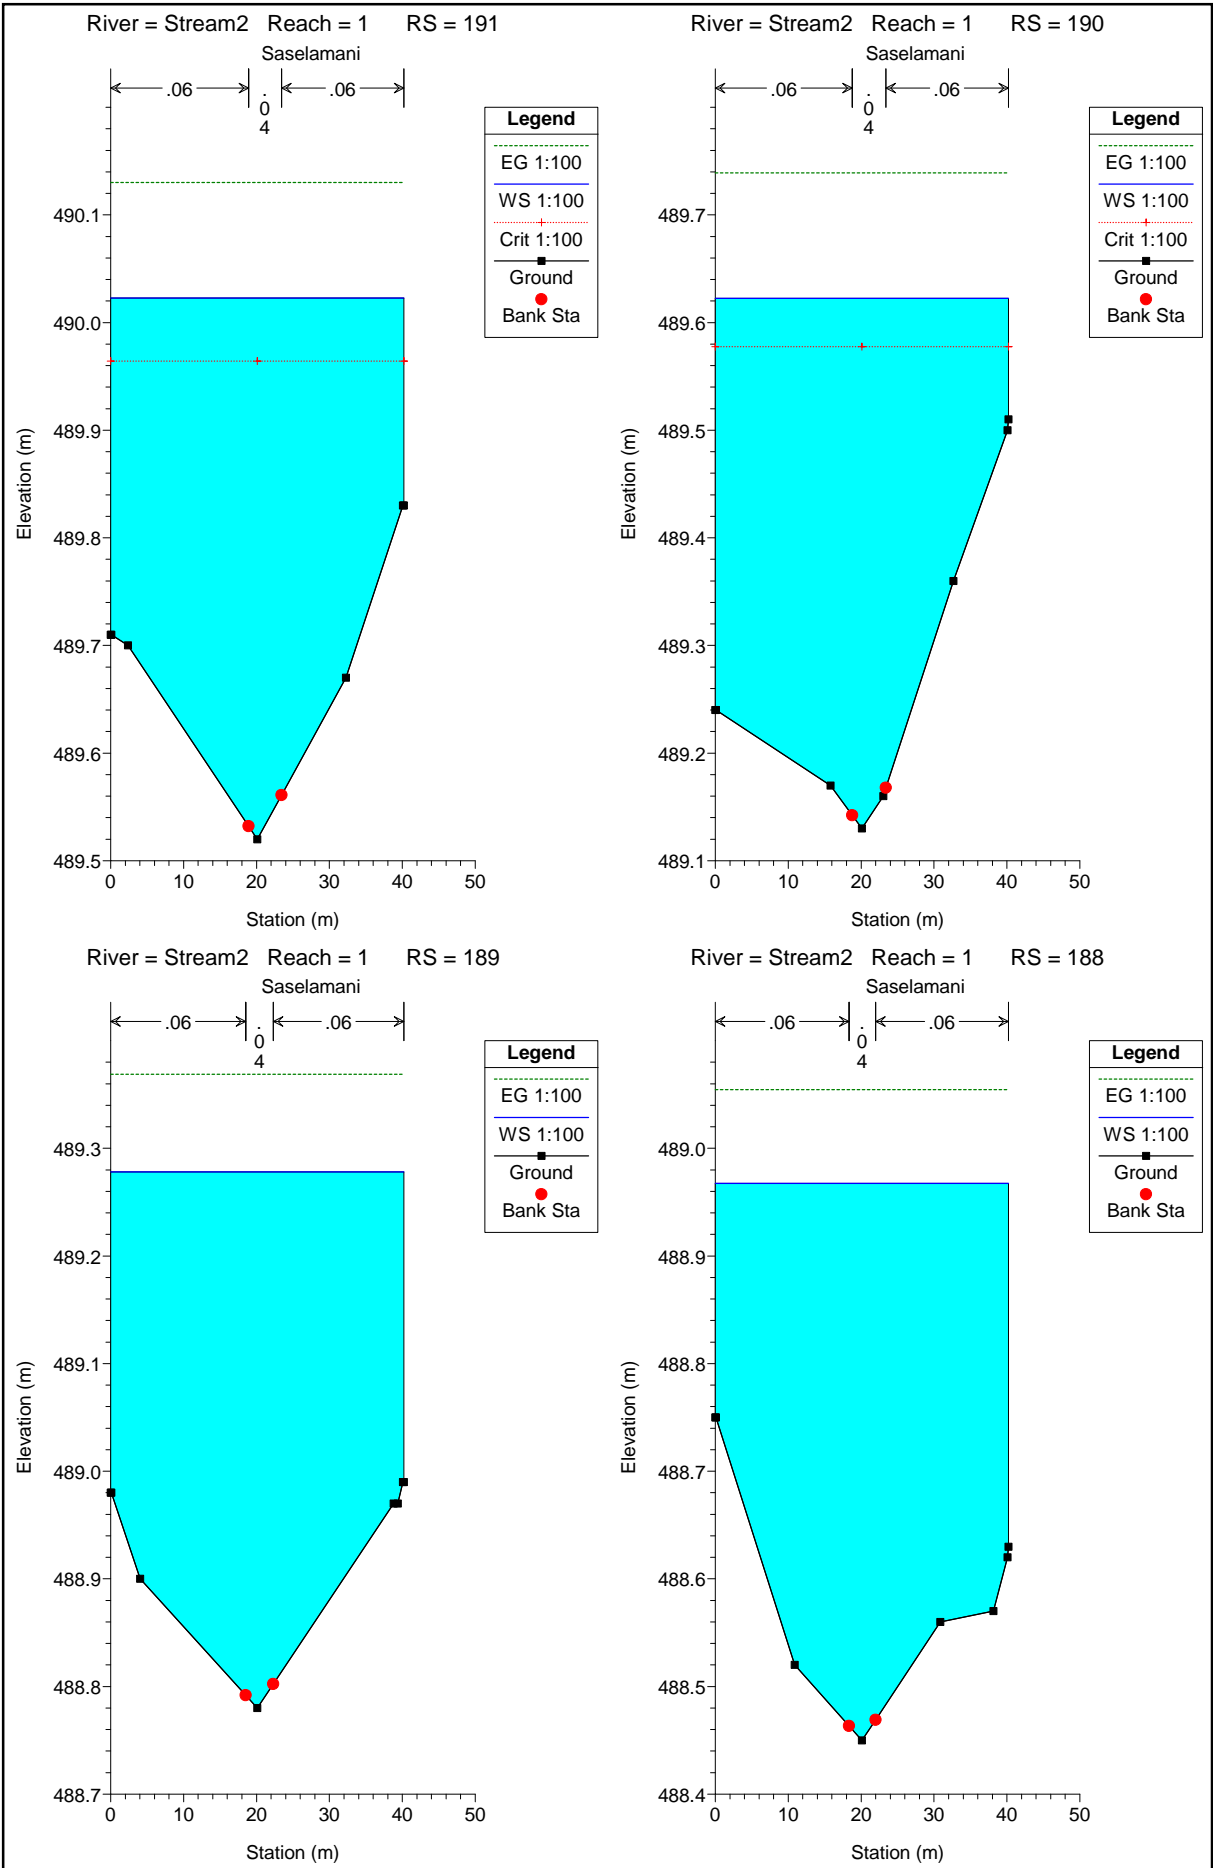 River = Stream2 Reach = 1 RS = 191
Saselamani
.06 .04 .06
Legend
EG 1:100
WS 1:100
Crit 1:100
Ground
Bank Sta
490.1
490.0
489.9
489.8
489.7
489.6
489.5
Elevation (m)
0 10 20 30 40 50
Station (m)
River = Stream2 Reach = 1 RS = 190
Saselamani
.06 .04 .06
Legend
EG 1:100
WS 1:100
Crit 1:100
Ground
Bank Sta
489.7
489.6
489.5
489.4
489.3
489.2
489.1
Elevation (m)
0 10 20 30 40 50
Station (m)
River = Stream2 Reach = 1 RS = 189
Saselamani
.06 .04 .06
Legend
EG 1:100
WS 1:100
Ground
Bank Sta
489.3
489.2
489.1
489.0
488.9
488.8
488.7
Elevation (m)
0 10 20 30 40 50
Station (m)
River = Stream2 Reach = 1 RS = 188
Saselamani
.06 .04 .06
Legend
EG 1:100
WS 1:100
Ground
Bank Sta
489.0
488.9
488.8
488.7
488.6
488.5
488.4
Elevation (m)
0 10 20 30 40 50
Station (m)